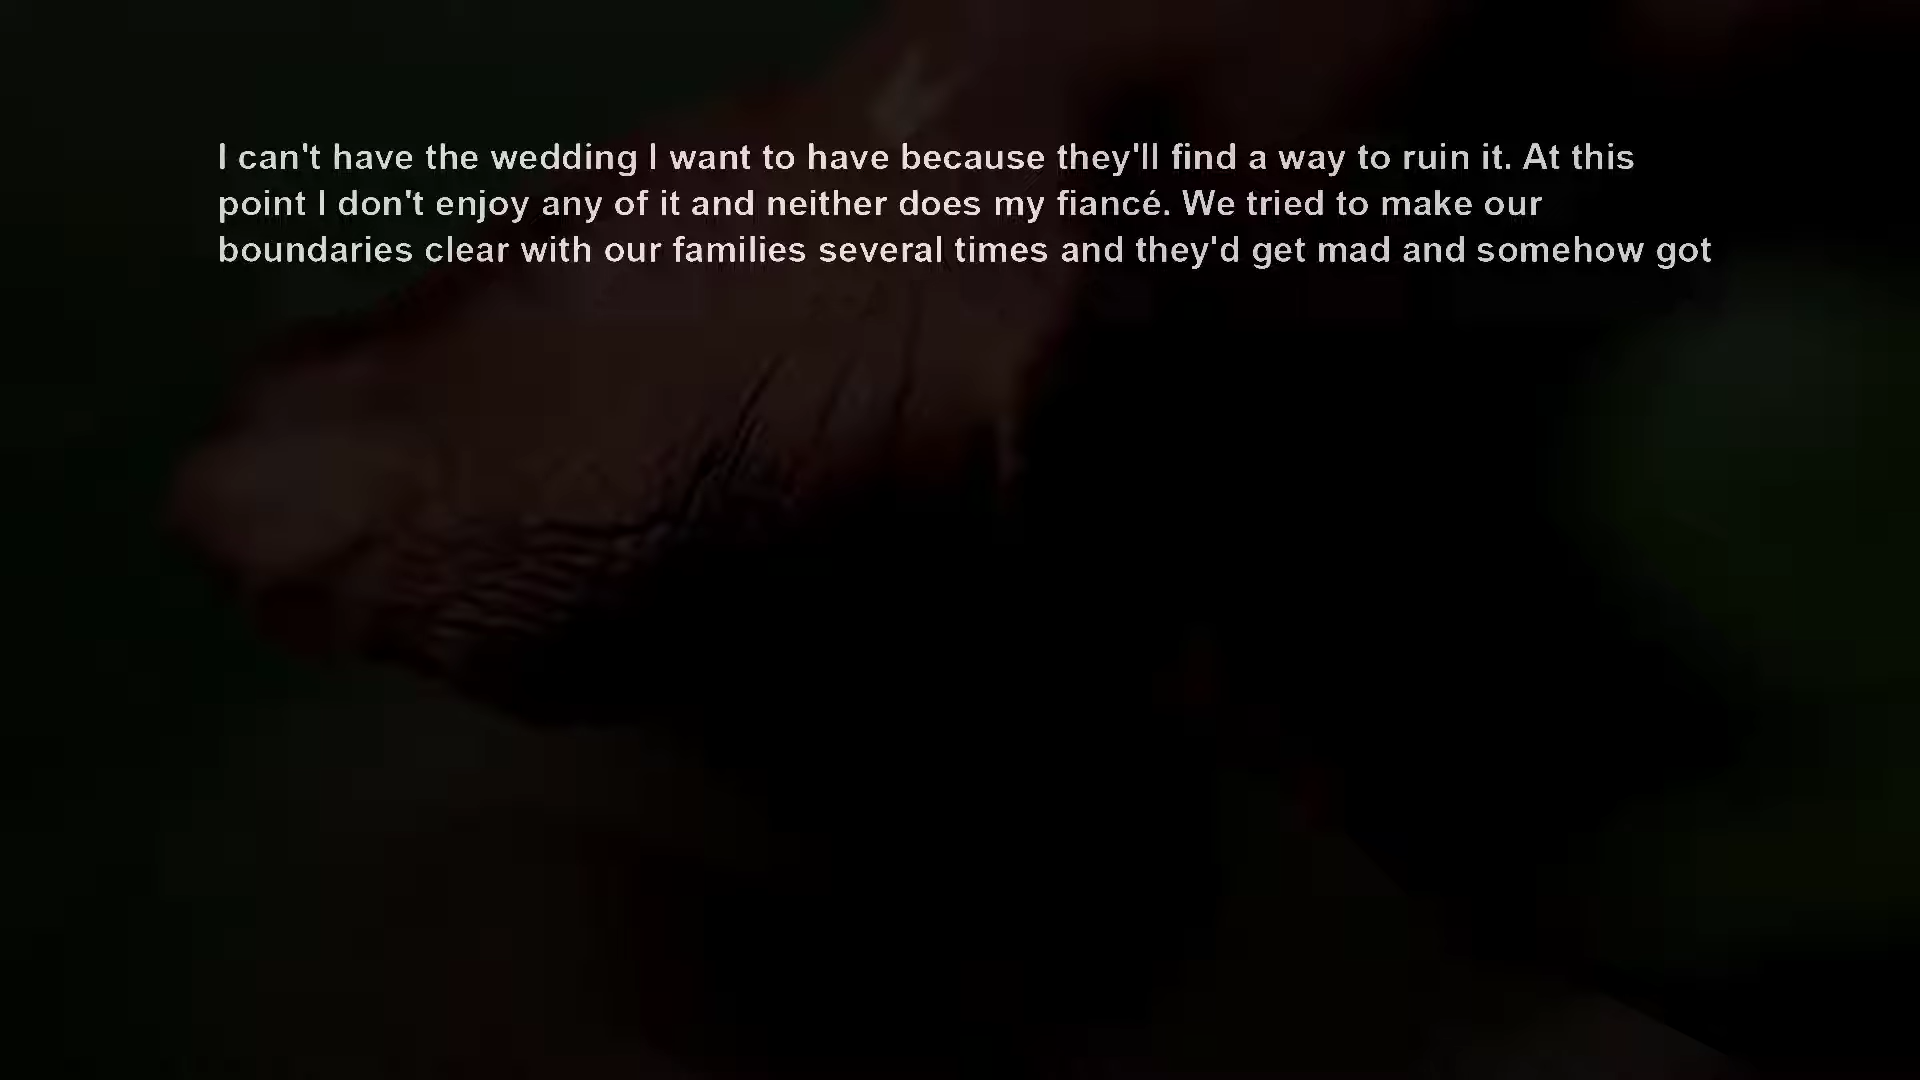 I can't have the wedding I want to have because they'll find a way to ruin it. At this
point I don't enjoy any of it and neither does my fiancé. We tried to make our
boundaries clear with our families several times and they'd get mad and somehow got